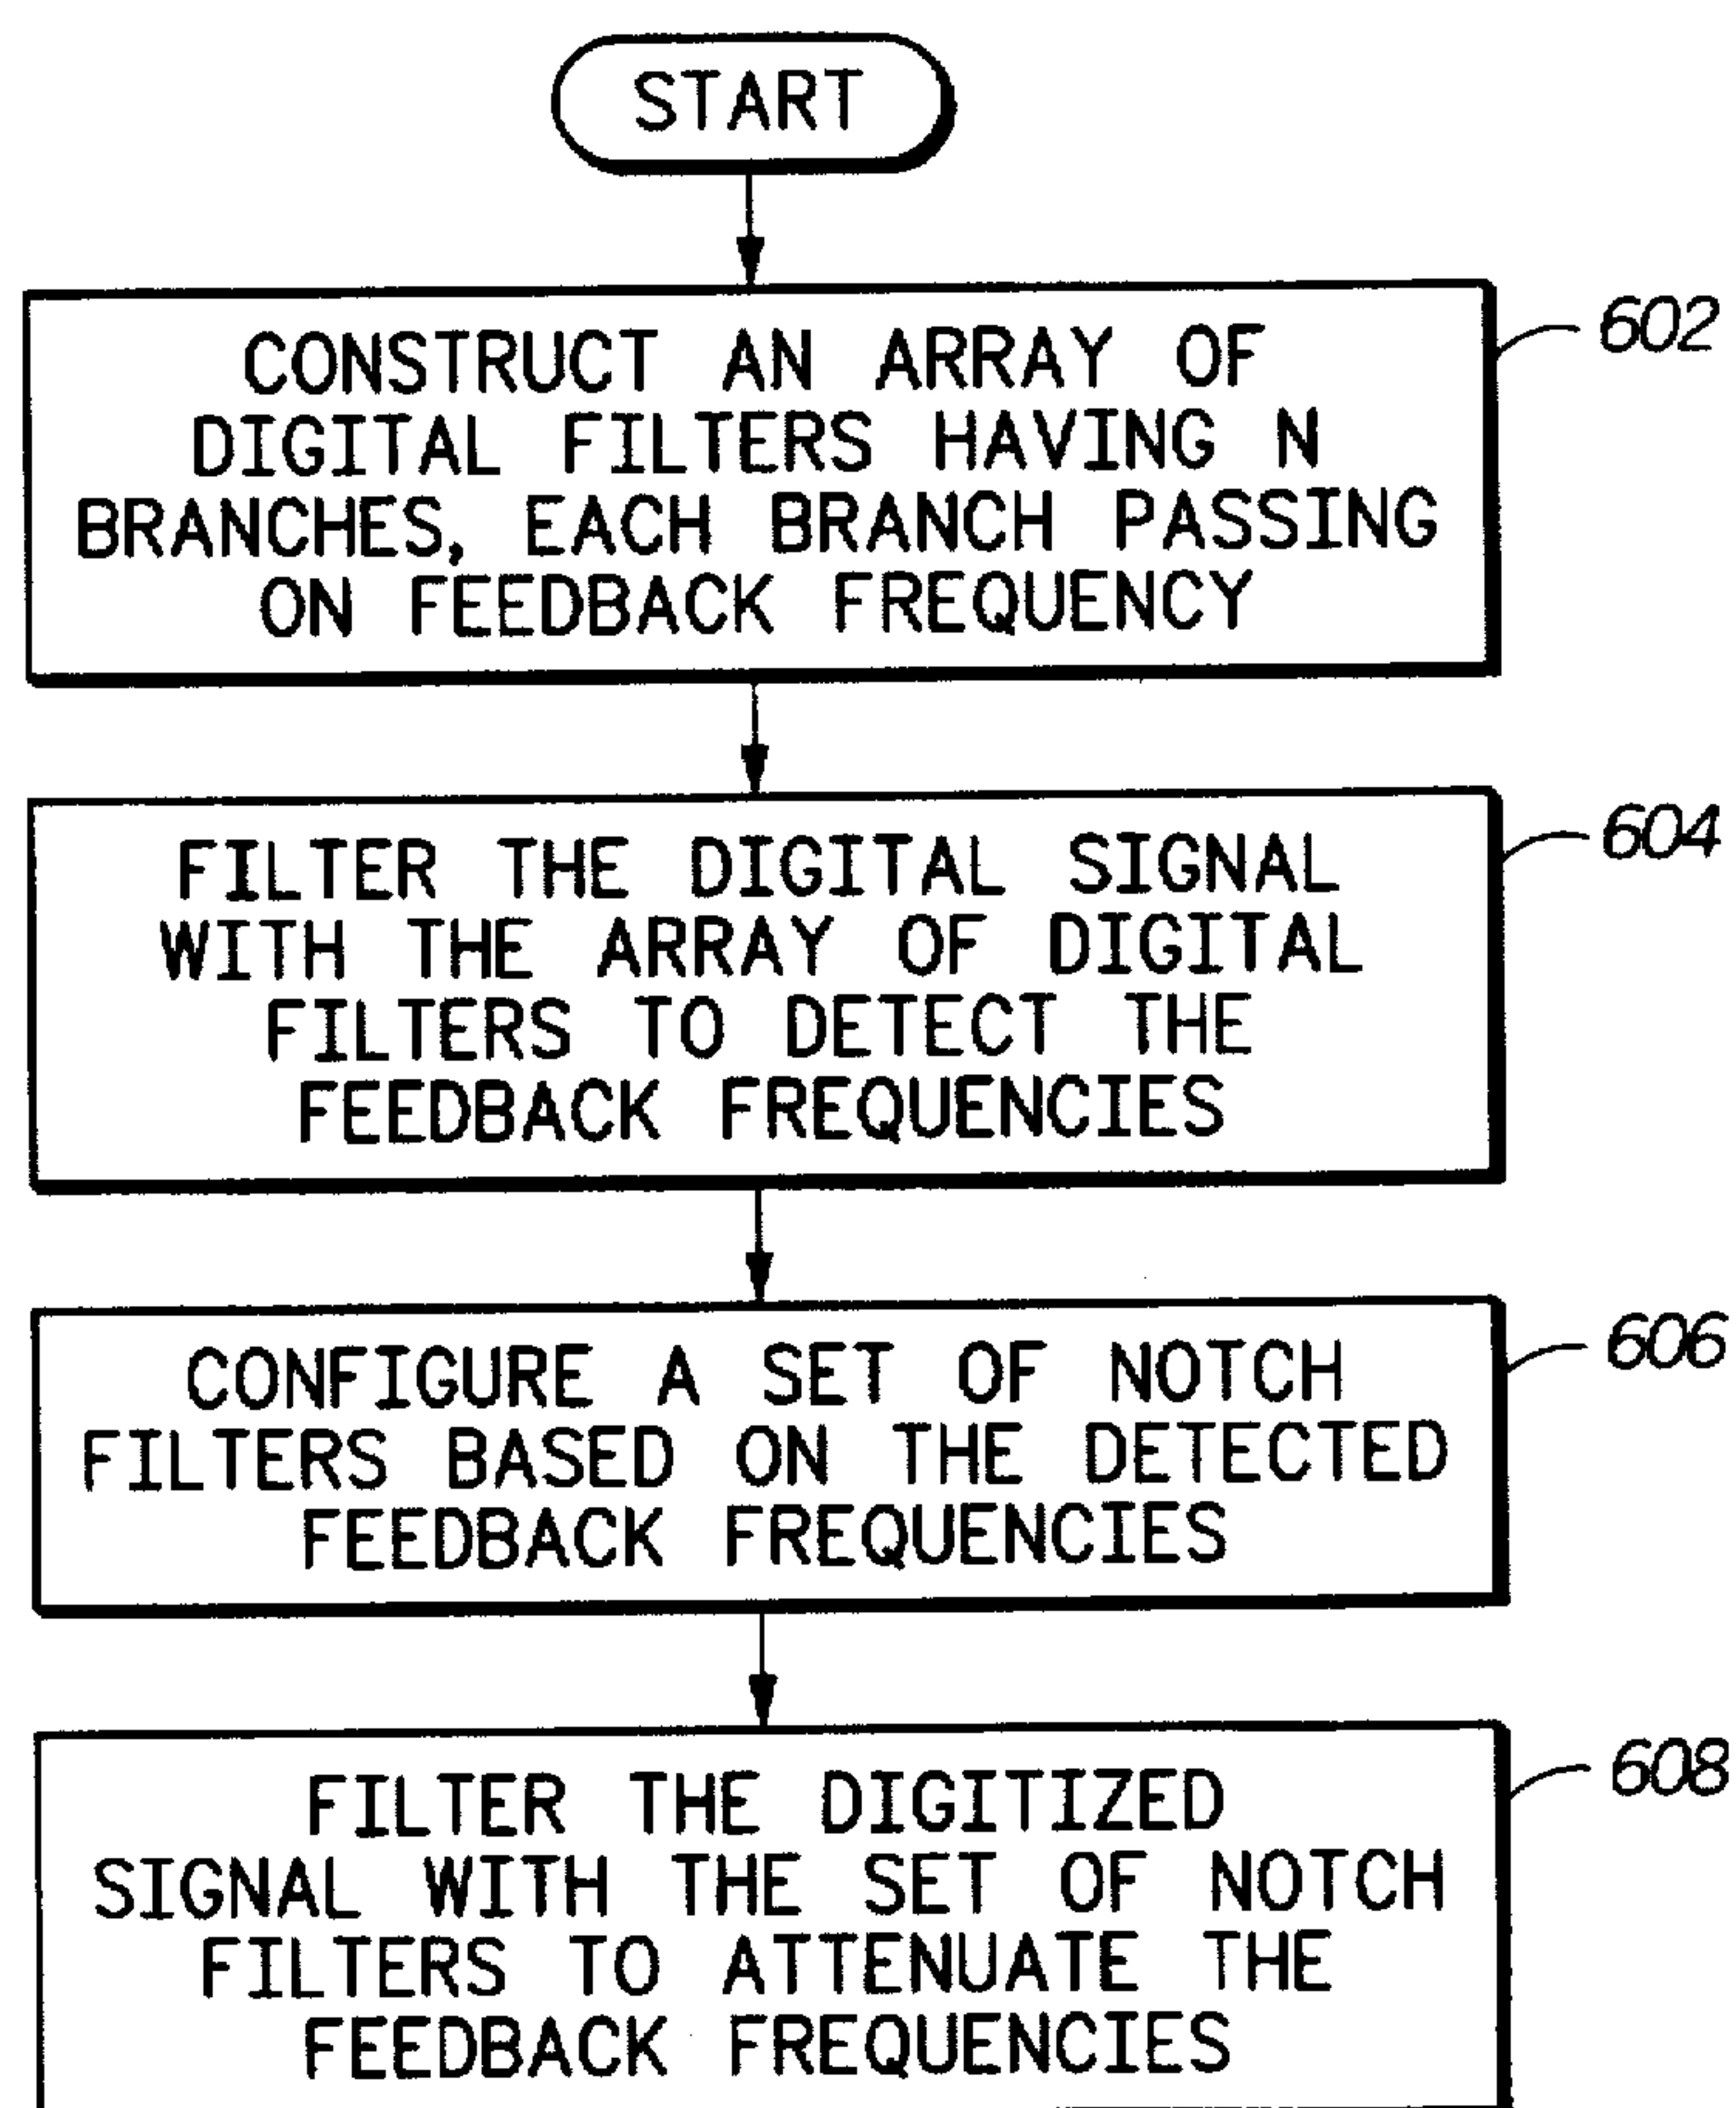 START
CONSTRUCT AN ARRAY OF
DIGITAL FILTERS HAVING N
BRANCHES, EACH BRANCH PASSING
ON FEEDBACK FREQUENCY
602
FILTER THE DIGITAL SIGNAL
WITH THE ARRAY OF DIGITAL
FILTERS TO DETECT THE
FEEDBACK FREQUENCIES
604
CONFIGURE A SET OF NOTCH
FILTERS BASED ON THE DETECTED
FEEDBACK FREQUENCIES
606
FILTER THE DIGITIZED
SIGNAL WITH THE SET OF NOTCH
FILTERS TO ATTENUATE THE
FEEDBACK FREQUENCIES
608